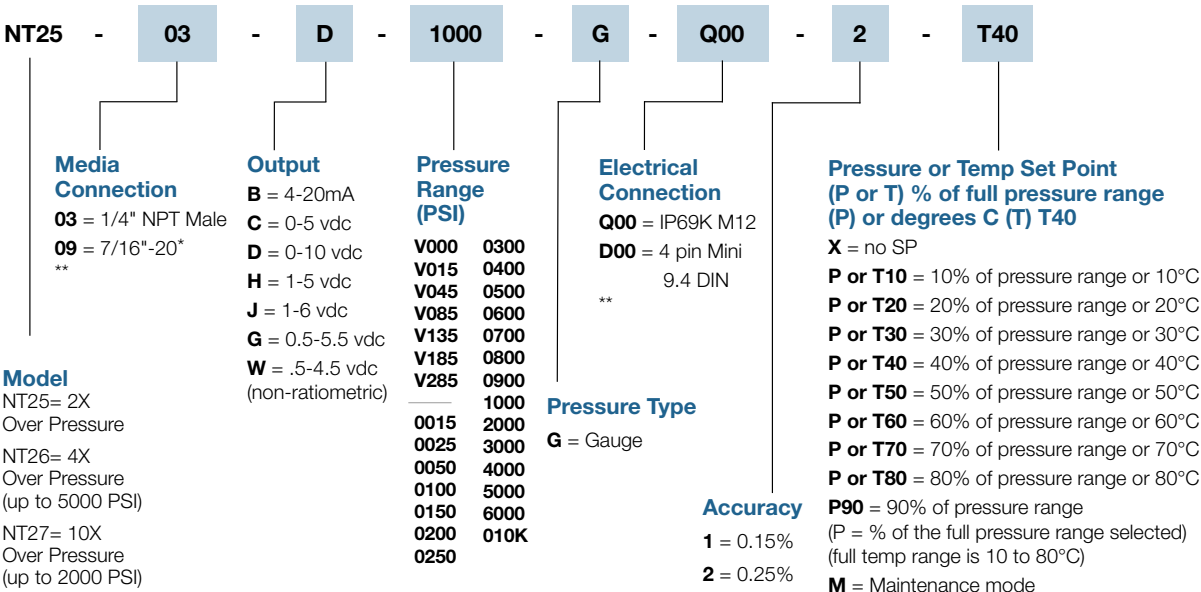 NT25 - 03 - D - 1000 - G - Q00 - 2 - T40
Media
Connection
03 = 1/4" NPT Male
09 = 7/16"-20*
**
Output
B = 4-20mA
C = 0-5 vdc
D = 0-10 vdc
H = 1-5 vdc
J = 1-6 vdc
G = 0.5-5.5 vdc
W = .5-4.5 vdc
(non-ratiometric)
Pressure
Range
(PSI)
V000 0300
V015 0400
V045 0500
V085 0600
V135 0700
V185 0800
V285 0900
1000
0015 2000
0025 3000
0050 4000
0100 5000
0150 6000
0200 010K
0250
Electrical
Connection
Q00 = IP69K M12
D00 = 4 pin Mini
9.4 DIN
**
Pressure or Temp Set Point
(P or T) % of full pressure range
(P) or degrees C (T) T40
X = no SP
P or T10 = 10% of pressure range or 10°C
P or T20 = 20% of pressure range or 20°C
P or T30 = 30% of pressure range or 30°C
P or T40 = 40% of pressure range or 40°C
P or T50 = 50% of pressure range or 50°C
P or T60 = 60% of pressure range or 60°C
P or T70 = 70% of pressure range or 70°C
P or T80 = 80% of pressure range or 80°C
P90 = 90% of pressure range
(P = % of the full pressure range selected)
(full temp range is 10 to 80°C)
M = Maintenance mode
Model
NT25= 2X
Over Pressure
NT26= 4X
Over Pressure
(up to 5000 PSI)
NT27= 10X
Over Pressure
(up to 2000 PSI)
Pressure Type
G = Gauge
Accuracy
1 = 0.15%
2 = 0.25%